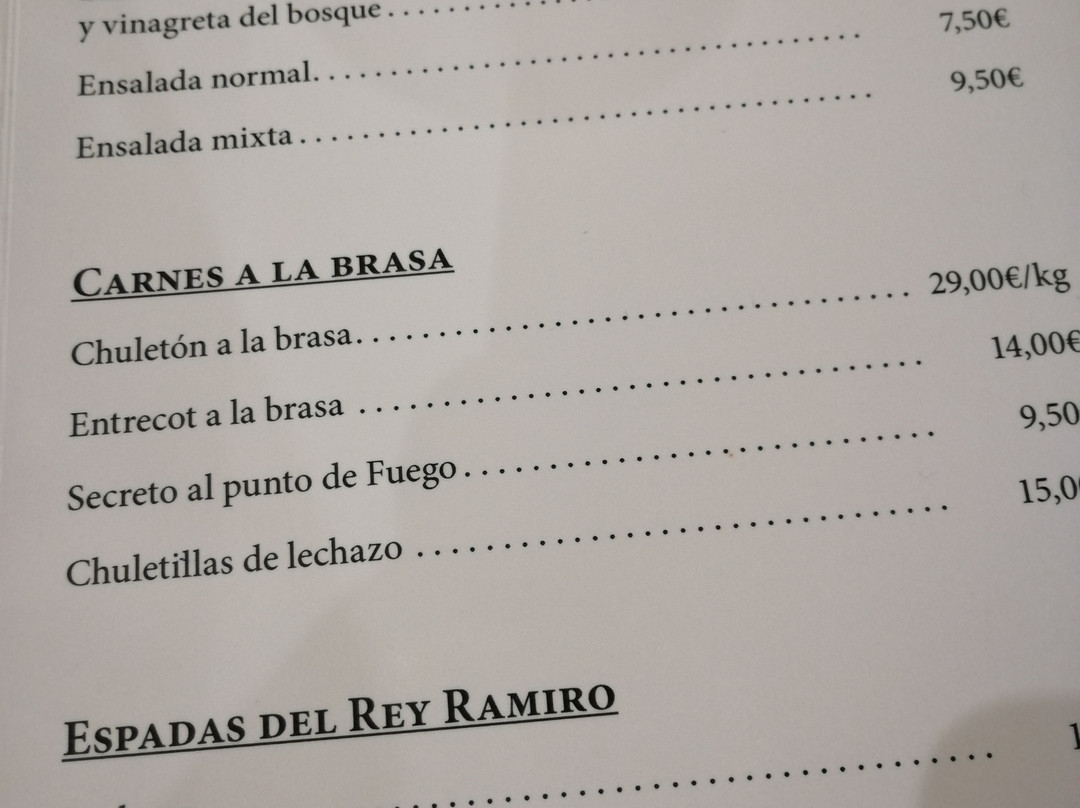 y vinagreta del bosque..........
Ensalada normal.................................. 7,50€
Ensalada mixta.................................. 9,50€
CARNES A LA BRASA
Chuletón a la brasa.................................. 29,00€/kg
Entrecot a la brasa .................................. 14,00€
Secreto al punto de Fuego............................ 9,50
Chuletillas de lechazo ............................... 15,0
ESPADAS DEL REY RAMIRO